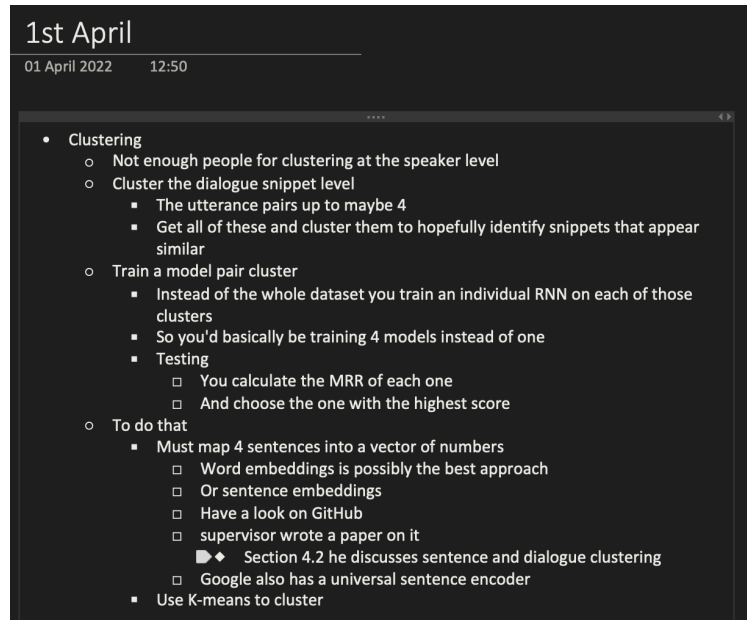 1st April
01 April 2022 12:50
Clustering
Not enough people for clustering at the speaker level
Cluster the dialogue snippet level
The utterance pairs up to maybe 4
Get all of these and cluster them to hopefully identify snippets that appear
similar
Train a model pair cluster
Instead of the whole dataset you train an individual RNN on each of those
clusters
So you'd basically be training 4 models instead of one
Testing
You calculate the MRR of each one
And choose the one with the highest score
To do that
Must map 4 sentences into a vector of numbers
Word embeddings is possibly the best approach
Or sentence embeddings
Have a look on GitHub
supervisor wrote a paper on it
Section 4.2 he discusses sentence and dialogue clustering
Google also has a universal sentence encoder
Use K-means to cluster